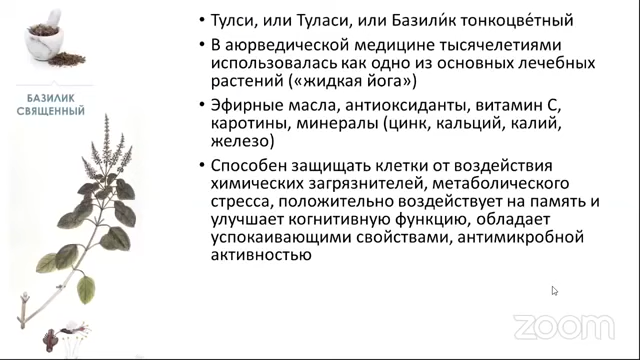 БАЗИЛИК
СВЯЩЕННЫЙ
• Тулси, или Туласи, или Базили́к тонкоцве́тный
• В аюрведической медицине тысячелетиями
использовалась как одно из основных лечебных
растений («жидкая йога»)
• Эфирные масла, антиоксиданты, витамин С,
каротины, минералы (цинк, кальций, калий,
железо)
• Способен защищать клетки от воздействия
химических загрязнителей, метаболического
стресса, положительно воздействует на память и
улучшает когнитивную функцию, обладает
успокаивающими свойствами, антимикробной
активностью
zoom